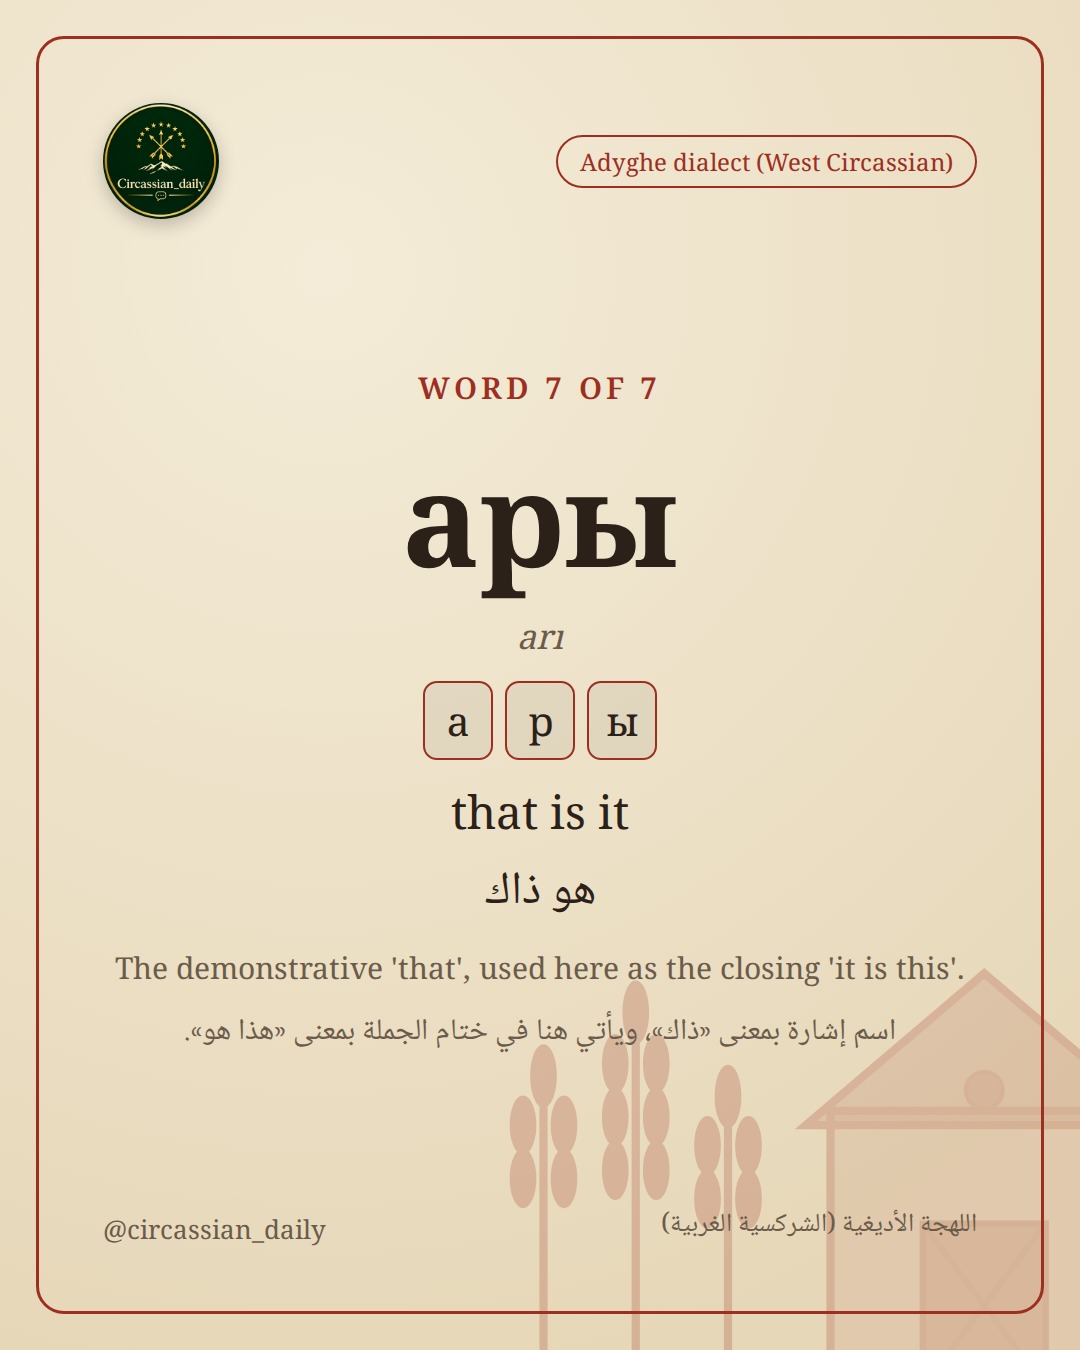 Circassian_daily
Adyghe dialect (West Circassian)
WORD 7 OF 7
ары
arı
а р ы
that is it
هو ذاك
The demonstrative 'that', used here as the closing 'it is this'.
اسم إشارة بمعنى «ذاك»، ويأتي هنا في ختام الجملة بمعنى «هذا هو».
@circassian_daily
اللهجة الأديغية (الشركسية الغربية)